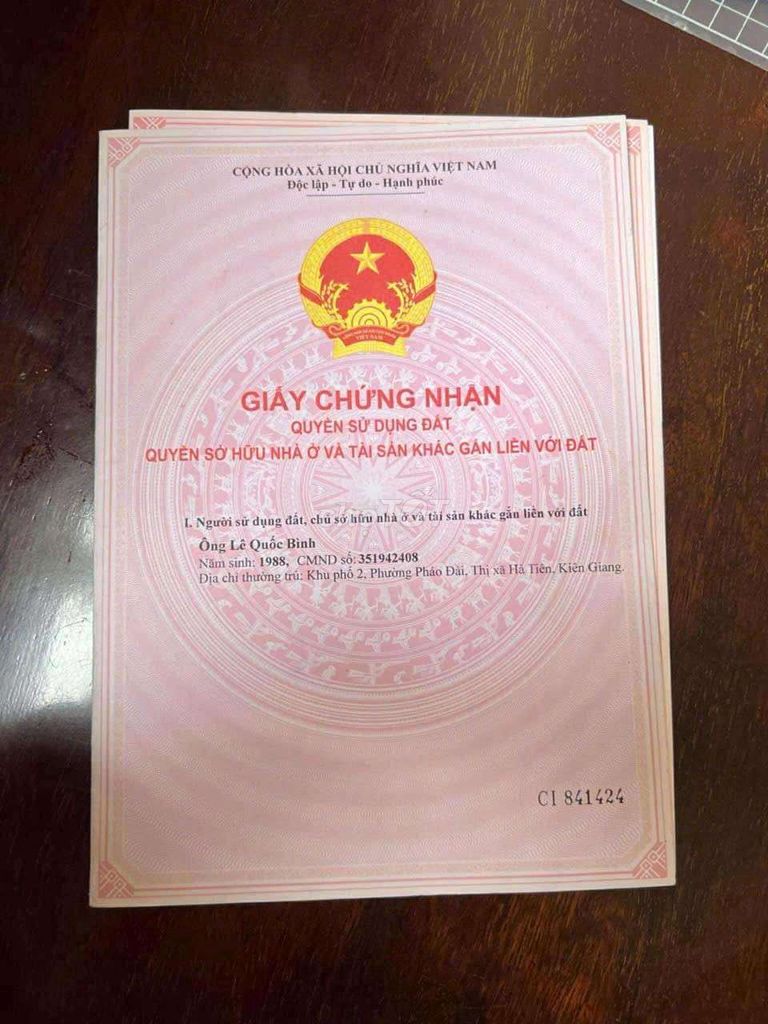 CỘNG HÒA XÃ HỘI CHỦ NGHĨA VIỆT NAM
Độc lập - Tự do - Hạnh phúc
VIỆT NAM
GIẤY CHỨNG NHẬN
QUYỀN SỬ DỤNG ĐẤT
QUYỀN SỞ HỮU NHÀ Ở VÀ TÀI SẢN KHÁC GẮN LIỀN VỚI ĐẤT
I. Người sử dụng đất, chủ sở hữu nhà ở và tài sản khác gắn liền với đất
Ông Lê Quốc Bình
Năm sinh: 1988, CMND số: 351942408
Địa chỉ thường trú: Khu phố 2, Phường Pháo Đài, Thị xã Hà Tiên, Kiên Giang.
CI 841424